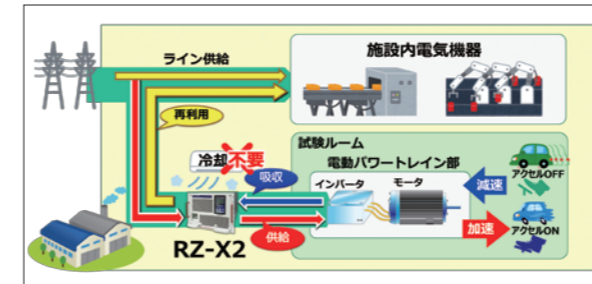 ライン供給
施設内電気機器
再利用
試験ルーム
電動パワートレイン部
冷却不要
吸収
インバータ
モータ
減速
アクセルOFF
RZ-X2
供給
加速
アクセルON